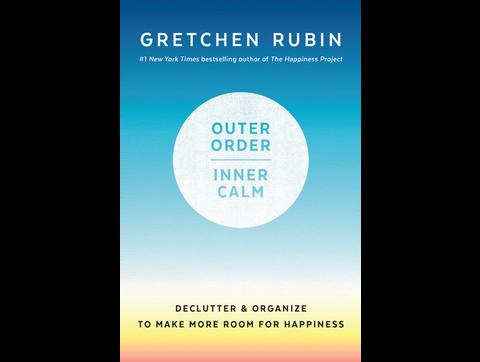 GRETCHEN RUBIN
#1 New York Times bestselling author of The Happiness Project
OUTER
ORDER
INNER
CALM
DECLUTTER & ORGANIZE
TO MAKE MORE ROOM FOR HAPPINESS